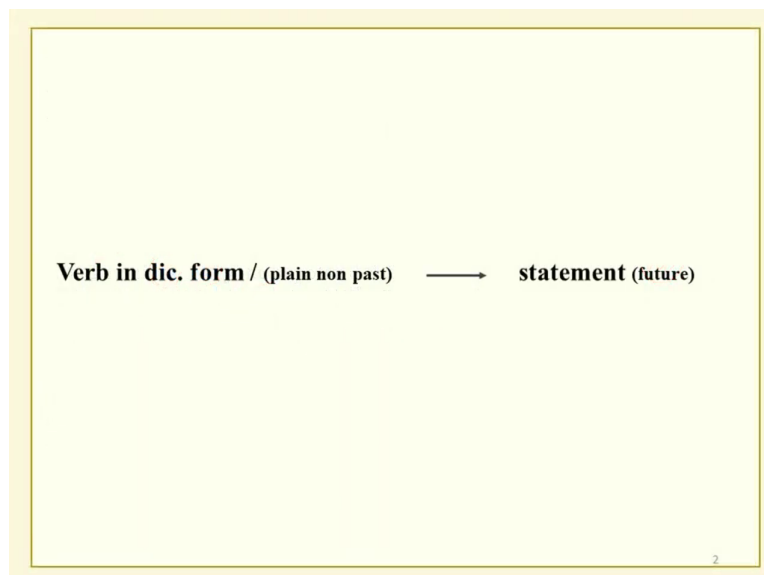 Verb in dic. form / (plain non past) → statement (future)
2